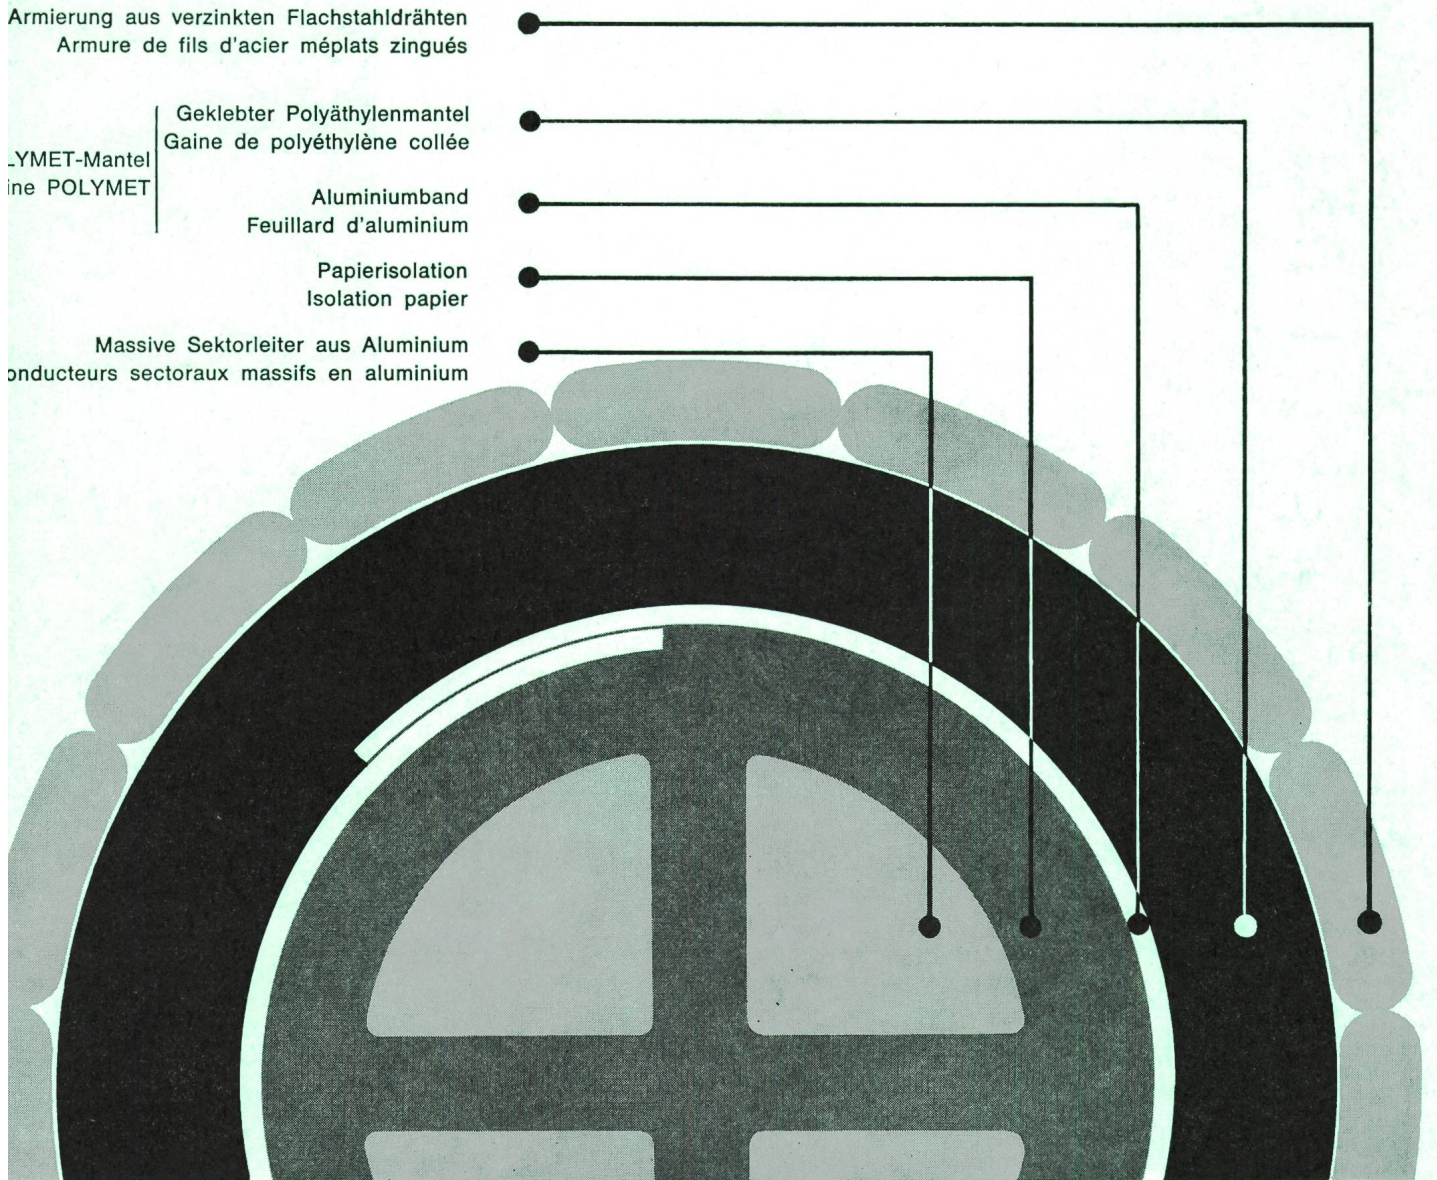 Armierung aus verzinkten Flachstahldrähten
Armure de fils d'acier méplats zingués
Geklebter Polyäthylenmantel
Gaine de polyéthylène collée
LYMET-Mantel
ine POLYMET
Aluminiumband
Feuillard d'aluminium
Papierisolation
Isolation papier
Massive Sektorleiter aus Aluminium
onducteurs sectoraux massifs en aluminium